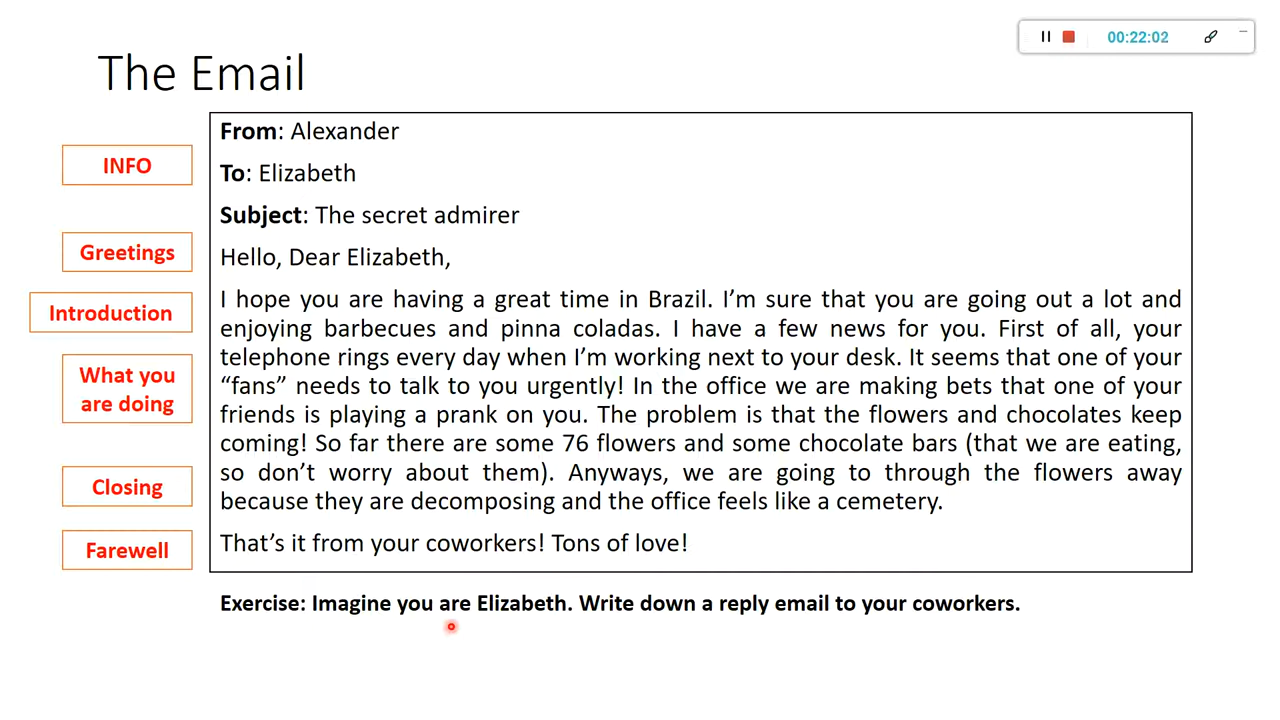 00:22:02
The Email
From: Alexander
INFO
To: Elizabeth
Subject: The secret admirer
Greetings
Hello, Dear Elizabeth,
Introduction
I hope you are having a great time in Brazil. I'm sure that you are going out a lot and
enjoying barbecues and pinna coladas. I have a few news for you. First of all, your
telephone rings every day when I'm working next to your desk. It seems that one of your
What you
are doing
“fans” needs to talk to you urgently! In the office we are making bets that one of your
friends is playing a prank on you. The problem is that the flowers and chocolates keep
coming! So far there are some 76 flowers and some chocolate bars (that we are eating,
so don't worry about them). Anyways, we are going to through the flowers away
because they are decomposing and the office feels like a cemetery.
Closing
That's it from your coworkers! Tons of love!
Farewell
Exercise: Imagine you are Elizabeth. Write down a reply email to your coworkers.